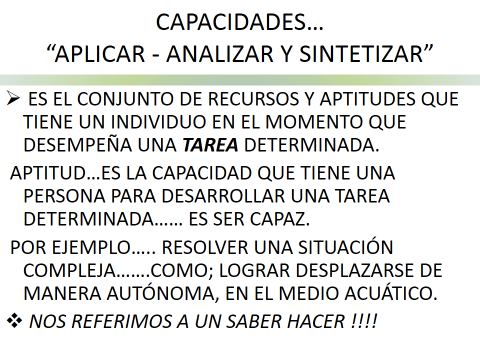 CAPACIDADES…
“APLICAR - ANALIZAR Y SINTETIZAR”
➢ ES EL CONJUNTO DE RECURSOS Y APTITUDES QUE
TIENE UN INDIVIDUO EN EL MOMENTO QUE
DESEMPEÑA UNA TAREA DETERMINADA.
APTITUD…ES LA CAPACIDAD QUE TIENE UNA
PERSONA PARA DESARROLLAR UNA TAREA
DETERMINADA…… ES SER CAPAZ.
POR EJEMPLO….. RESOLVER UNA SITUACIÓN
COMPLEJA…….COMO; LOGRAR DESPLAZARSE DE
MANERA AUTÓNOMA, EN EL MEDIO ACUÁTICO.
❖ NOS REFERIMOS A UN SABER HACER !!!!